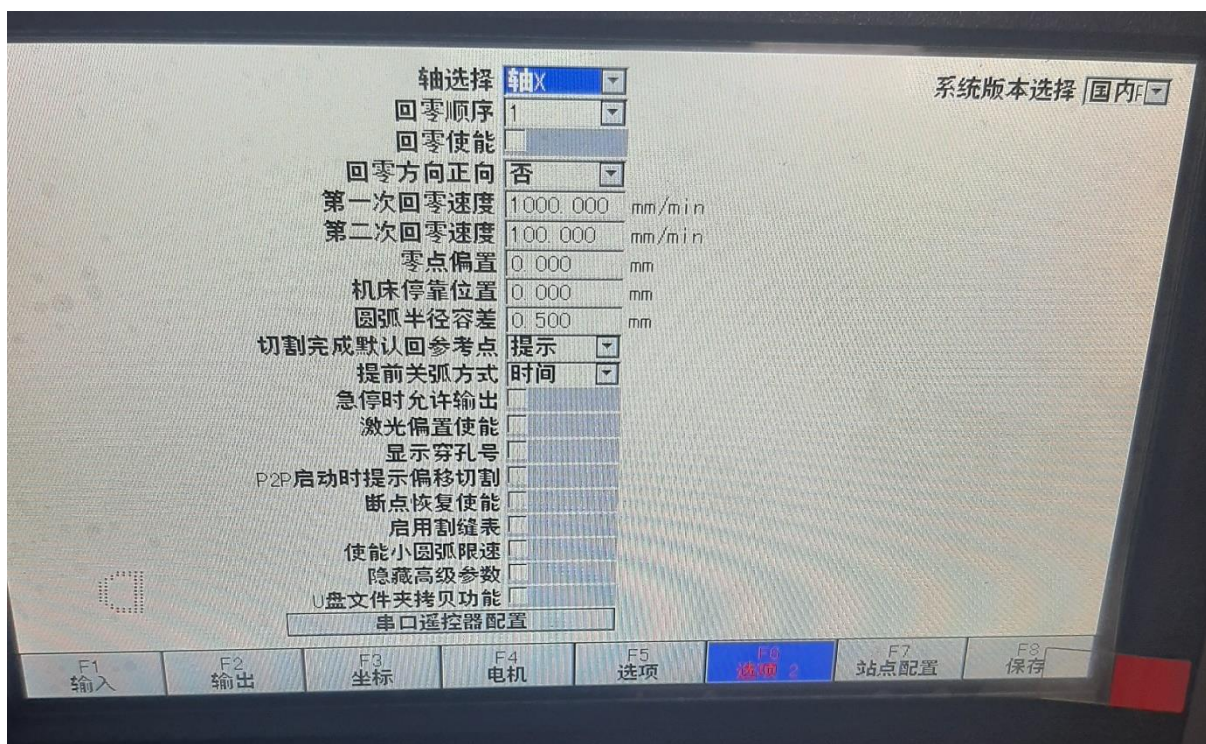 轴选择 轴X
系统版本选择 国内
回零顺序 1
回零使能
回零方向正向 否
第一次回零速度 1000.000 mm/min
第二次回零速度 100.000 mm/min
零点偏置 0.000 mm
机床停靠位置 0.000 mm
圆弧半径容差 0.500 mm
切割完成默认回参考点 提示
提前关弧方式 时间
急停时允许输出
激光偏置使能
显示穿孔号
P2P启动时提示偏移切割
断点恢复使能
启用割缝表
使能小圆弧限速
隐藏高级参数
U盘文件夹拷贝功能
串口遥控器配置
F1 F2 F3 F4 F5 F6 F7 F8
输入 输出 坐标 电机 选项 选项 2 站点配置 保存